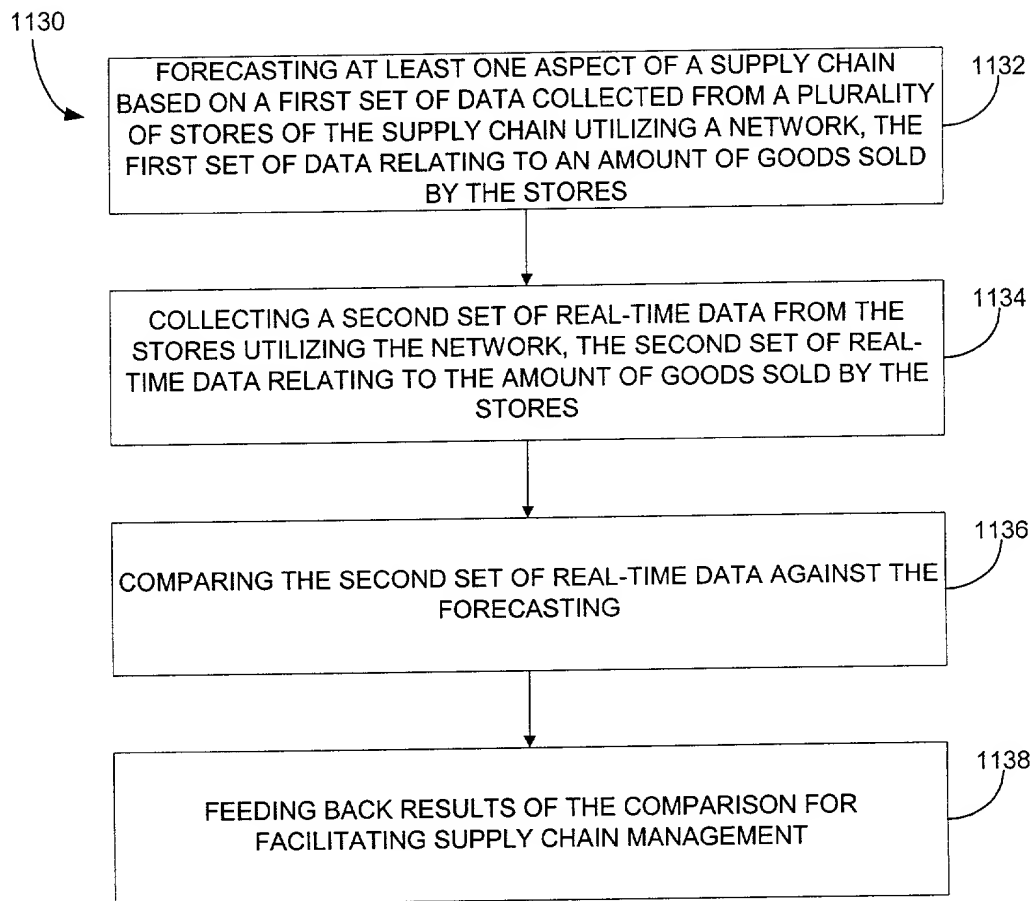 1130
FORECASTING AT LEAST ONE ASPECT OF A SUPPLY CHAIN
BASED ON A FIRST SET OF DATA COLLECTED FROM A PLURALITY
OF STORES OF THE SUPPLY CHAIN UTILIZING A NETWORK, THE
FIRST SET OF DATA RELATING TO AN AMOUNT OF GOODS SOLD
BY THE STORES
1132
COLLECTING A SECOND SET OF REAL-TIME DATA FROM THE
STORES UTILIZING THE NETWORK, THE SECOND SET OF REAL-
TIME DATA RELATING TO THE AMOUNT OF GOODS SOLD BY THE
STORES
1134
COMPARING THE SECOND SET OF REAL-TIME DATA AGAINST THE
FORECASTING
1136
FEEDING BACK RESULTS OF THE COMPARISON FOR
FACILITATING SUPPLY CHAIN MANAGEMENT
1138